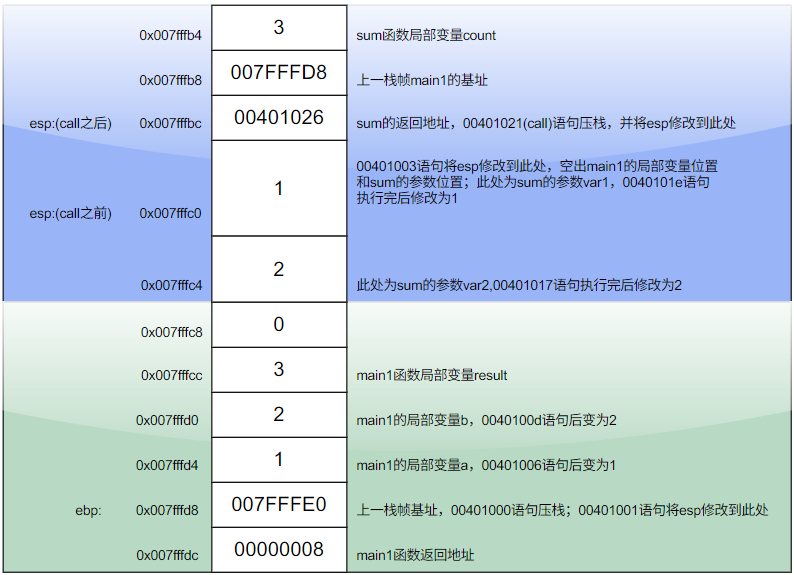 0x007fffb4 3 sum函数局部变量count
0x007fffb8 007FFFD8 上一栈帧main1的基址
esp:(call之后) 0x007fffbc 00401026 sum的返回地址，00401021(call)语句压栈，并将esp修改到此处
00401003语句将esp修改到此处，空出main1的局部变量位置
和sum的参数位置；此处为sum的参数var1，0040101e语句
执行完后修改为1
esp:(call之前) 0x007fffc0 1
0x007fffc4 2 此处为sum的参数var2,00401017语句执行完后修改为2
0x007fffc8 0
0x007fffcc 3 main1函数局部变量result
0x007fffd0 2 main1的局部变量b，0040100d语句后变为2
0x007fffd4 1 main1的局部变量a，00401006语句后变为1
ebp: 0x007fffd8 007FFFE0 上一栈帧基址，00401000语句压栈；00401001语句将esp修改到此处
0x007fffdc 00000008 main1函数返回地址